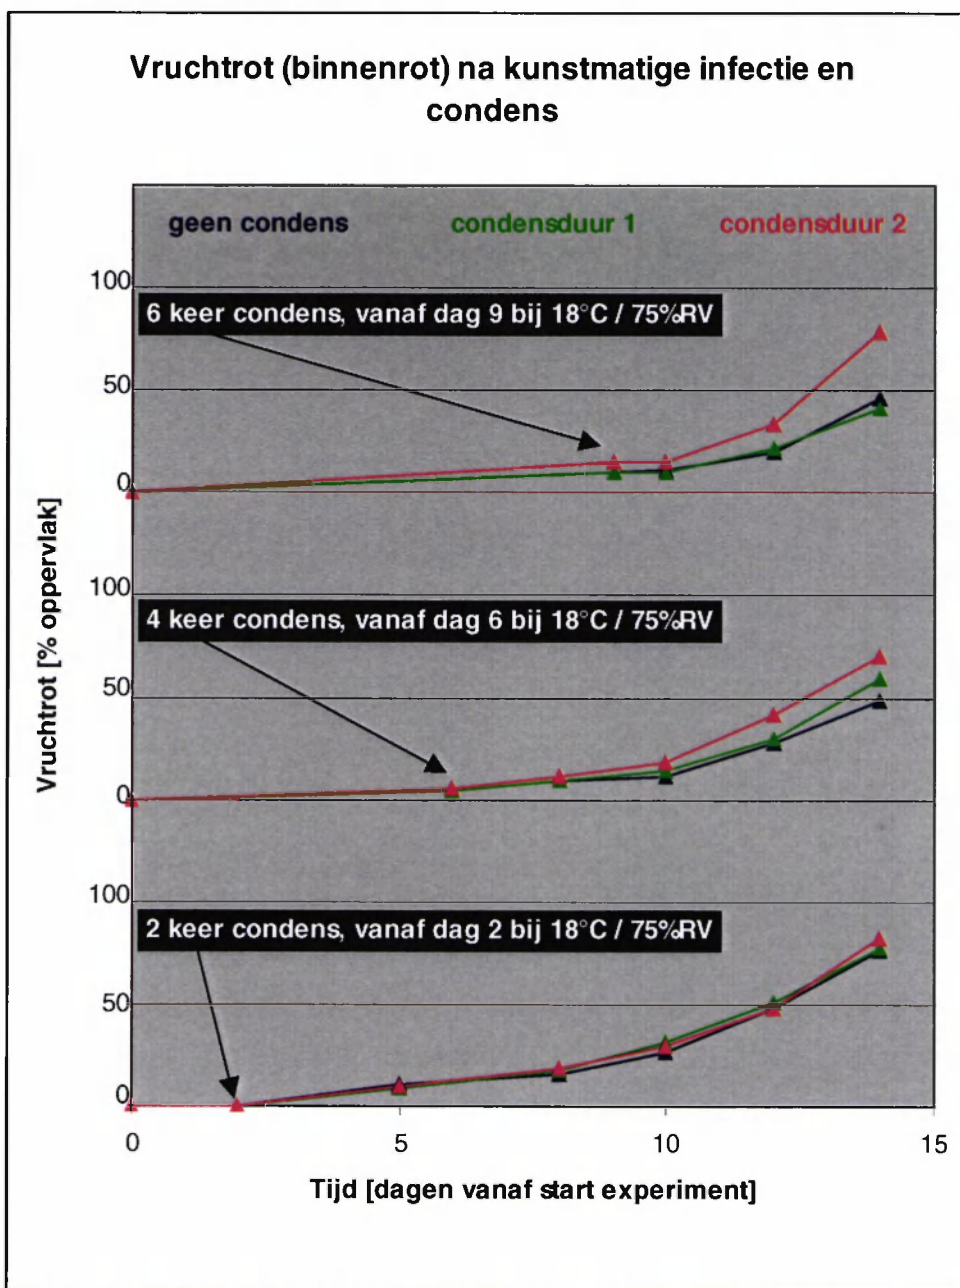 Vruchtrot (binnenrot) na kunstmatige infectie en
condens
geen condens condensduur 1 condensduur 2
100
6 keer condens, vanaf dag 9 bij 18°C / 75%RV
50
0
100
4 keer condens, vanaf dag 6 bij 18°C / 75%RV
50
0
100
2 keer condens, vanaf dag 2 bij 18°C / 75%RV
50
0
0 5 10 15
Vruchtrot [% oppervlak]
Tijd [dagen vanaf start experiment]